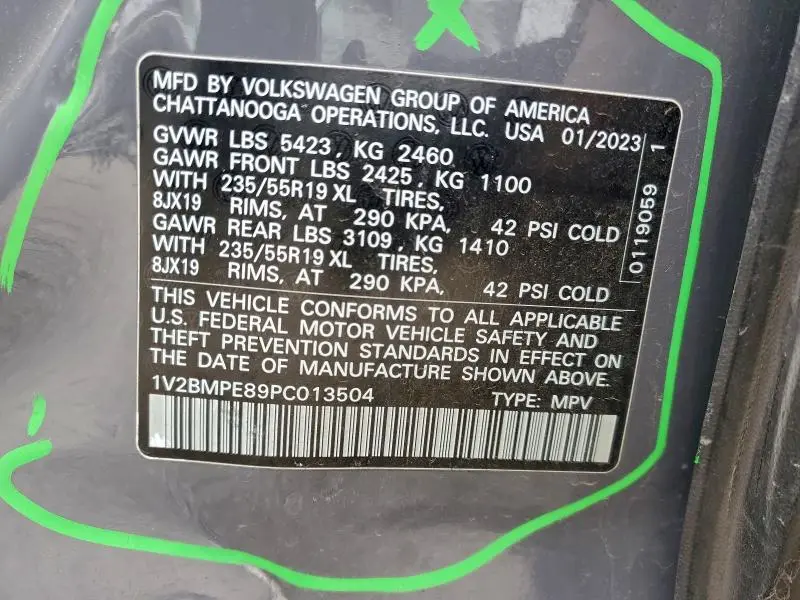 MFD BY VOLKSWAGEN GROUP OF AMERICA
CHATTANOOGA OPERATIONS, LLC. USA 01/2023
GVWR LBS 5423, KG 2460
GAWR FRONT LBS 2425, KG 1100
WITH 235/55R19 XL TIRES,
8JX19 RIMS, AT 290 KPA, 42 PSI COLD
GAWR REAR LBS 3109, KG 1410
WITH 235/55R19 XL TIRES,
8JX19 RIMS, AT 290 KPA, 42 PSI COLD
THIS VEHICLE CONFORMS TO ALL APPLICABLE
U.S. FEDERAL MOTOR VEHICLE SAFETY AND
THEFT PREVENTION STANDARDS IN EFFECT ON
THE DATE OF MANUFACTURE SHOWN ABOVE.
1V2BMPE89PC013504 TYPE: MPV
0119059 1